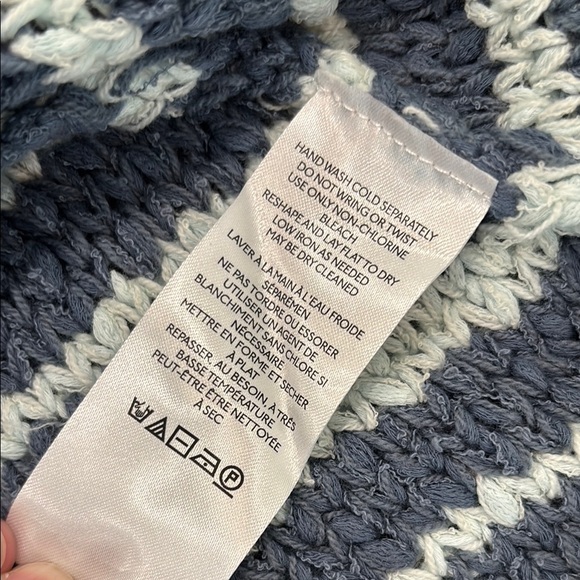 HAND WASH COLD SEPARATELY
DO NOT WRING OR TWIST
USE ONLY NON-CHLORINE
BLEACH
RESHAPE AND LAY FLAT TO DRY
LOW IRON AS NEEDED
MAY BE DRY CLEANED
LAVER À LA MAIN À L'EAU FROIDE
SÉPARÉMEN
NE PAS TORDRE OU ESSORER
UTILISER UN AGENT DE
BLANCHIMENT SANS CHLORE SI
NÉCESSAIRE
METTRE EN FORME ET SECHER
À PLAT
REPASSER, AU BESOIN, À TRÈS
BASSE TEMPÉRATURE
PEUT-ÊTRE ÊTRE NETTOYÉE
À SEC
P